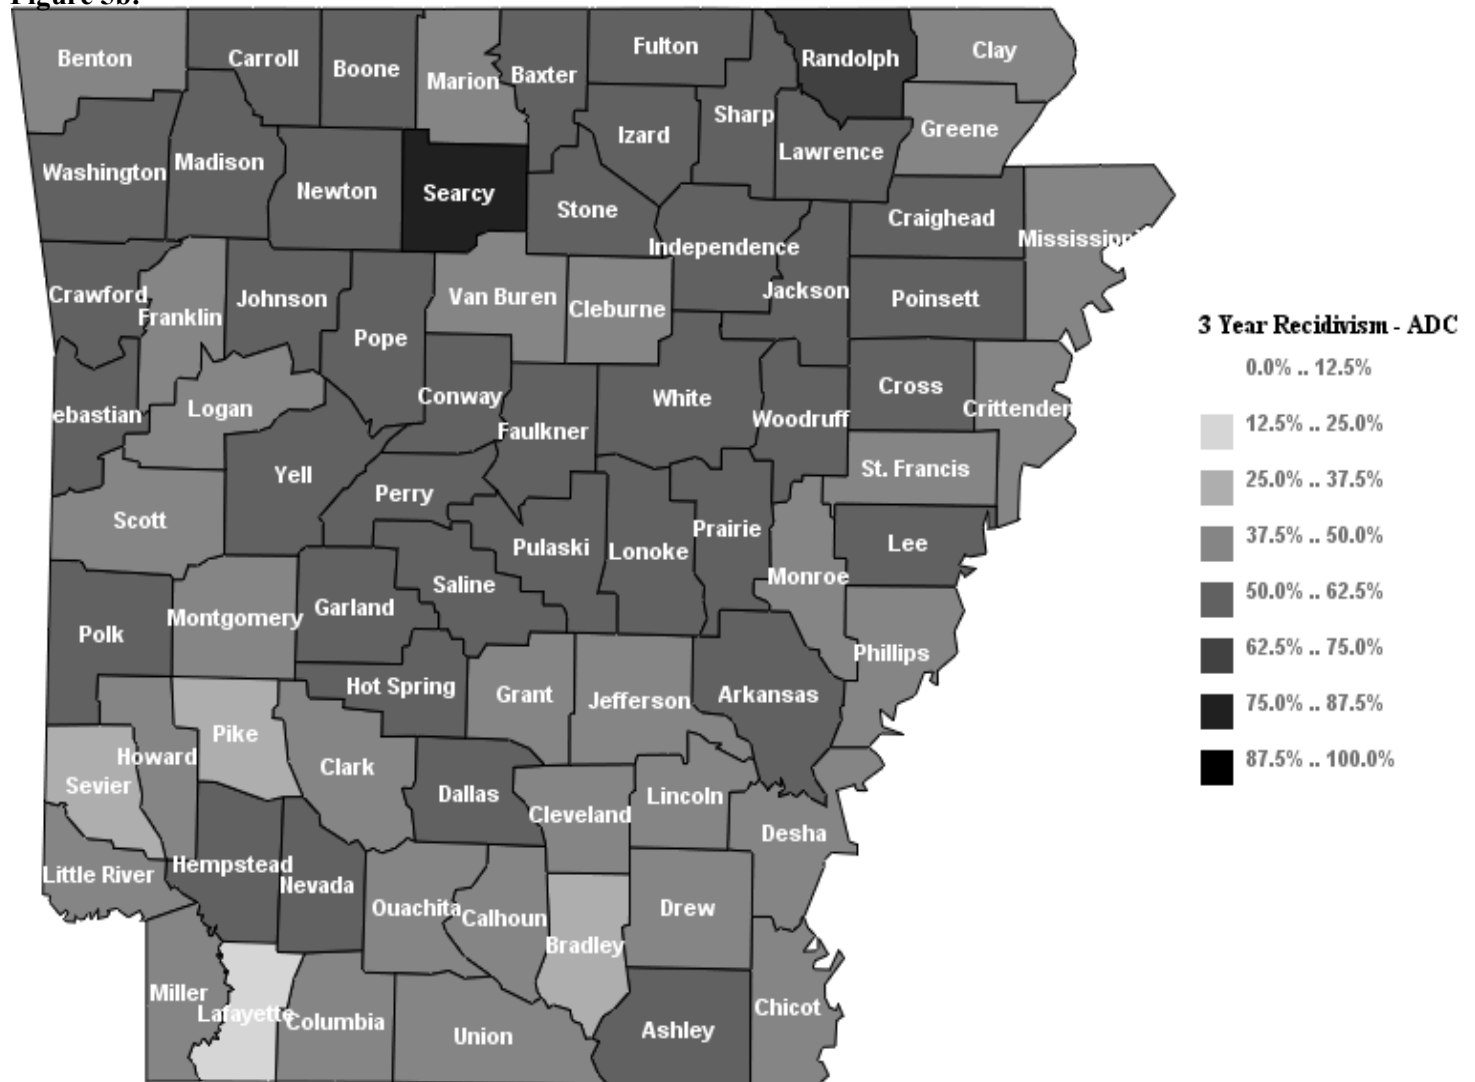 Figure 3b.
Benton
Carroll
Boone
Marion
Baxter
Fulton
Randolph
Clay
Sharp
Izard
Greene
Lawrence
Washington
Madison
Newton
Searcy
Stone
Independence
Craighead
Mississippi
Crawford
Franklin
Johnson
Van Buren
Cleburne
Jackson
Poinsett
Pope
3 Year Recidivism - ADC
0.0% .. 12.5%
12.5% .. 25.0%
25.0% .. 37.5%
37.5% .. 50.0%
50.0% .. 62.5%
62.5% .. 75.0%
75.0% .. 87.5%
87.5% .. 100.0%
ebastian
Logan
Conway
Faulkner
White
Woodruff
Cross
Crittenden
St. Francis
Yell
Perry
Scott
Pulaski
Lonoke
Prairie
Lee
Monroe
Saline
Garland
Montgomery
Polk
Phillips
Hot Spring
Grant
Jefferson
Arkansas
Pike
Howard
Sevier
Clark
Dallas
Cleveland
Lincoln
Desha
Little River
Hempstead
Nevada
Ouachita
Calhoun
Bradley
Drew
Miller
Lafayette
Columbia
Union
Ashley
Chicot